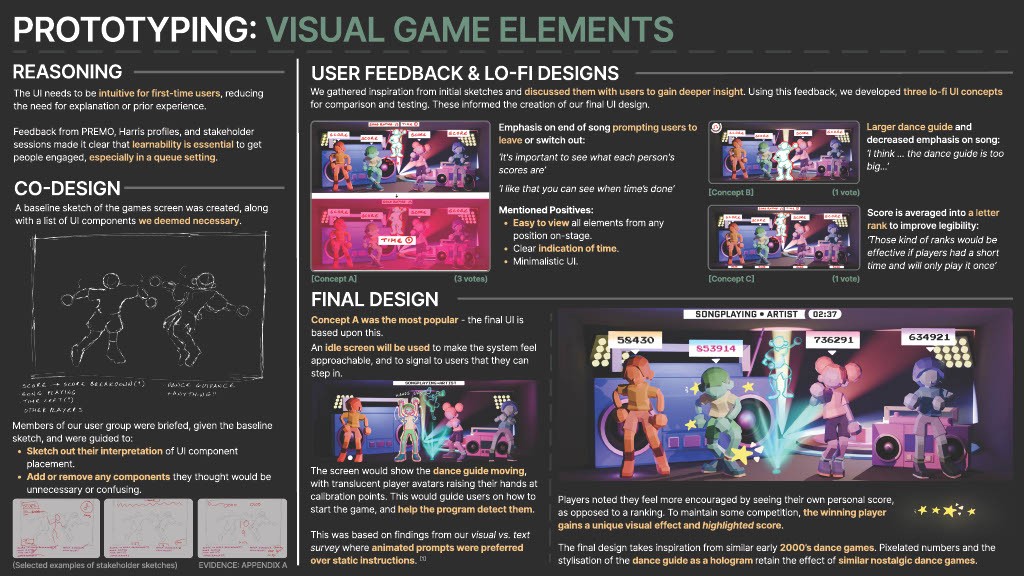 PROTOTYPING: VISUAL GAME ELEMENTS
REASONING
The UI needs to be intuitive for first-time users, reducing
the need for explanation or prior experience.
Feedback from PREMO, Harris profiles, and stakeholder
sessions made it clear that learnability is essential to get
people engaged, especially in a queue setting.
CO-DESIGN
A baseline sketch of the games screen was created, along
with a list of UI components we deemed necessary.
SCORE → SCORE BREAKDOWN(?)
SONG PLAYING
TIME LEFT(?)
OTHER PLAYERS
DANCE GUIDANCE
Members of our user group were briefed, given the baseline
sketch, and were guided to:
• Sketch out their interpretation of UI component
placement.
• Add or remove any components they thought would be
unnecessary or confusing.
(Selected examples of stakeholder sketches)
EVIDENCE: APPENDIX A
USER FEEDBACK & LO-FI DESIGNS
We gathered inspiration from initial sketches and discussed them with users to gain deeper insight. Using this feedback, we developed three lo-fi UI concepts
for comparison and testing. These informed the creation of our final UI design.
SCORE
SCORE
SCORE
SCORE
TIME
[Concept A]
(3 votes)
Emphasis on end of song prompting users to
leave or switch out:
'It's important to see what each person's
scores are'
'I like that you can see when time's done'
Mentioned Positives:
• Easy to view all elements from any
position on-stage.
• Clear indication of time.
• Minimalistic UI.
SCORE
SCORE
SCORE
SCORE
[Concept B]
(1 vote)
Larger dance guide and
decreased emphasis on song:
'I think ... the dance guide is too
big...'
[Concept C]
(1 vote)
Score is averaged into a letter
rank to improve legibility:
'Those kind of ranks would be
effective if players had a short
time and will only play it once'
FINAL DESIGN
Concept A was the most popular - the final UI is
based upon this.
An idle screen will be used to make the system feel
approachable, and to signal to users that they can
step in.
SONGPLAYING•ARTIST
The screen would show the dance guide moving,
with translucent player avatars raising their hands at
calibration points. This would guide users on how to
start the game, and help the program detect them.
This was based on findings from our visual vs. text
survey where animated prompts were preferred
over static instructions. [1]
SONGPLAYING • ARTIST
02:37
58430
853914
736291
634921
Players noted they feel more encouraged by seeing their own personal score,
as opposed to a ranking. To maintain some competition, the winning player
gains a unique visual effect and highlighted score.
The final design takes inspiration from similar early 2000's dance games. Pixelated numbers and the
stylisation of the dance guide as a hologram retain the effect of similar nostalgic dance games.